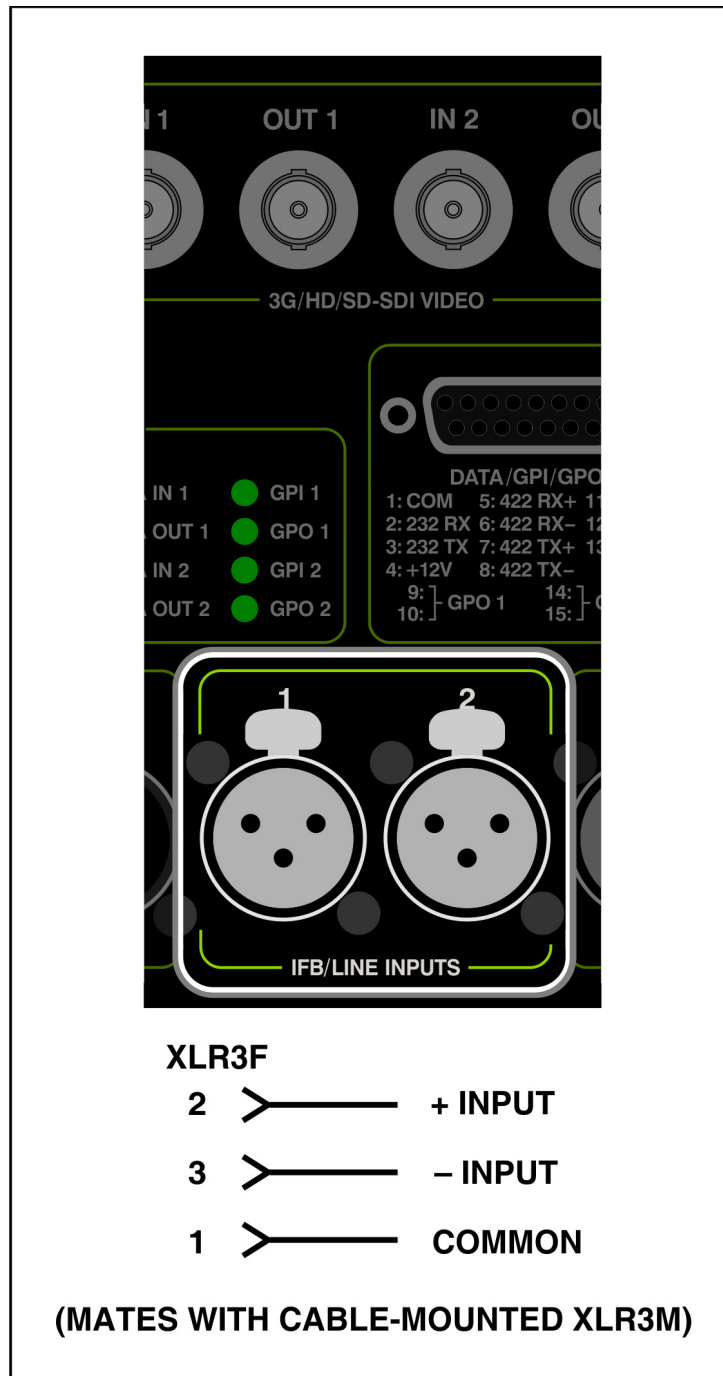 OUT 1
IN 2
3G/HD/SD-SDI VIDEO
IN 1
GPI 1
OUT 1
GPO 1
IN 2
GPI 2
OUT 2
GPO 2
DATA/GPI/GPO
1: COM 5: 422 RX+
2: 232 RX 6: 422 RX–
3: 232 TX 7: 422 TX+
4: +12V 8: 422 TX–
9:
10:
GPO 1
14:
15:
1
2
IFB/LINE INPUTS
XLR3F
2 + INPUT
3 – INPUT
1 COMMON
(MATES WITH CABLE-MOUNTED XLR3M)